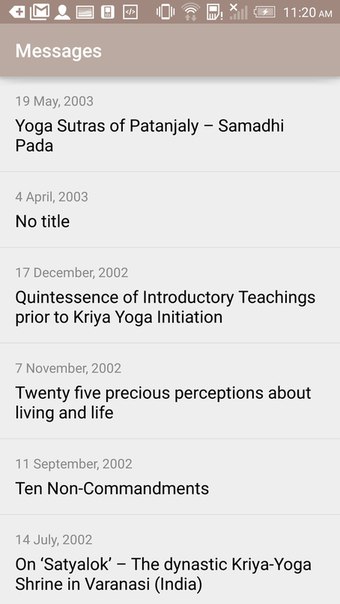 11:20 AM
Messages
19 May, 2003
Yoga Sutras of Patanjaly – Samadhi
Pada
4 April, 2003
No title
17 December, 2002
Quintessence of Introductory Teachings
prior to Kriya Yoga Initiation
7 November, 2002
Twenty five precious perceptions about
living and life
11 September, 2002
Ten Non-Commandments
14 July, 2002
On ‘Satyalok’ – The dynastic Kriya-Yoga
Shrine in Varanasi (India)